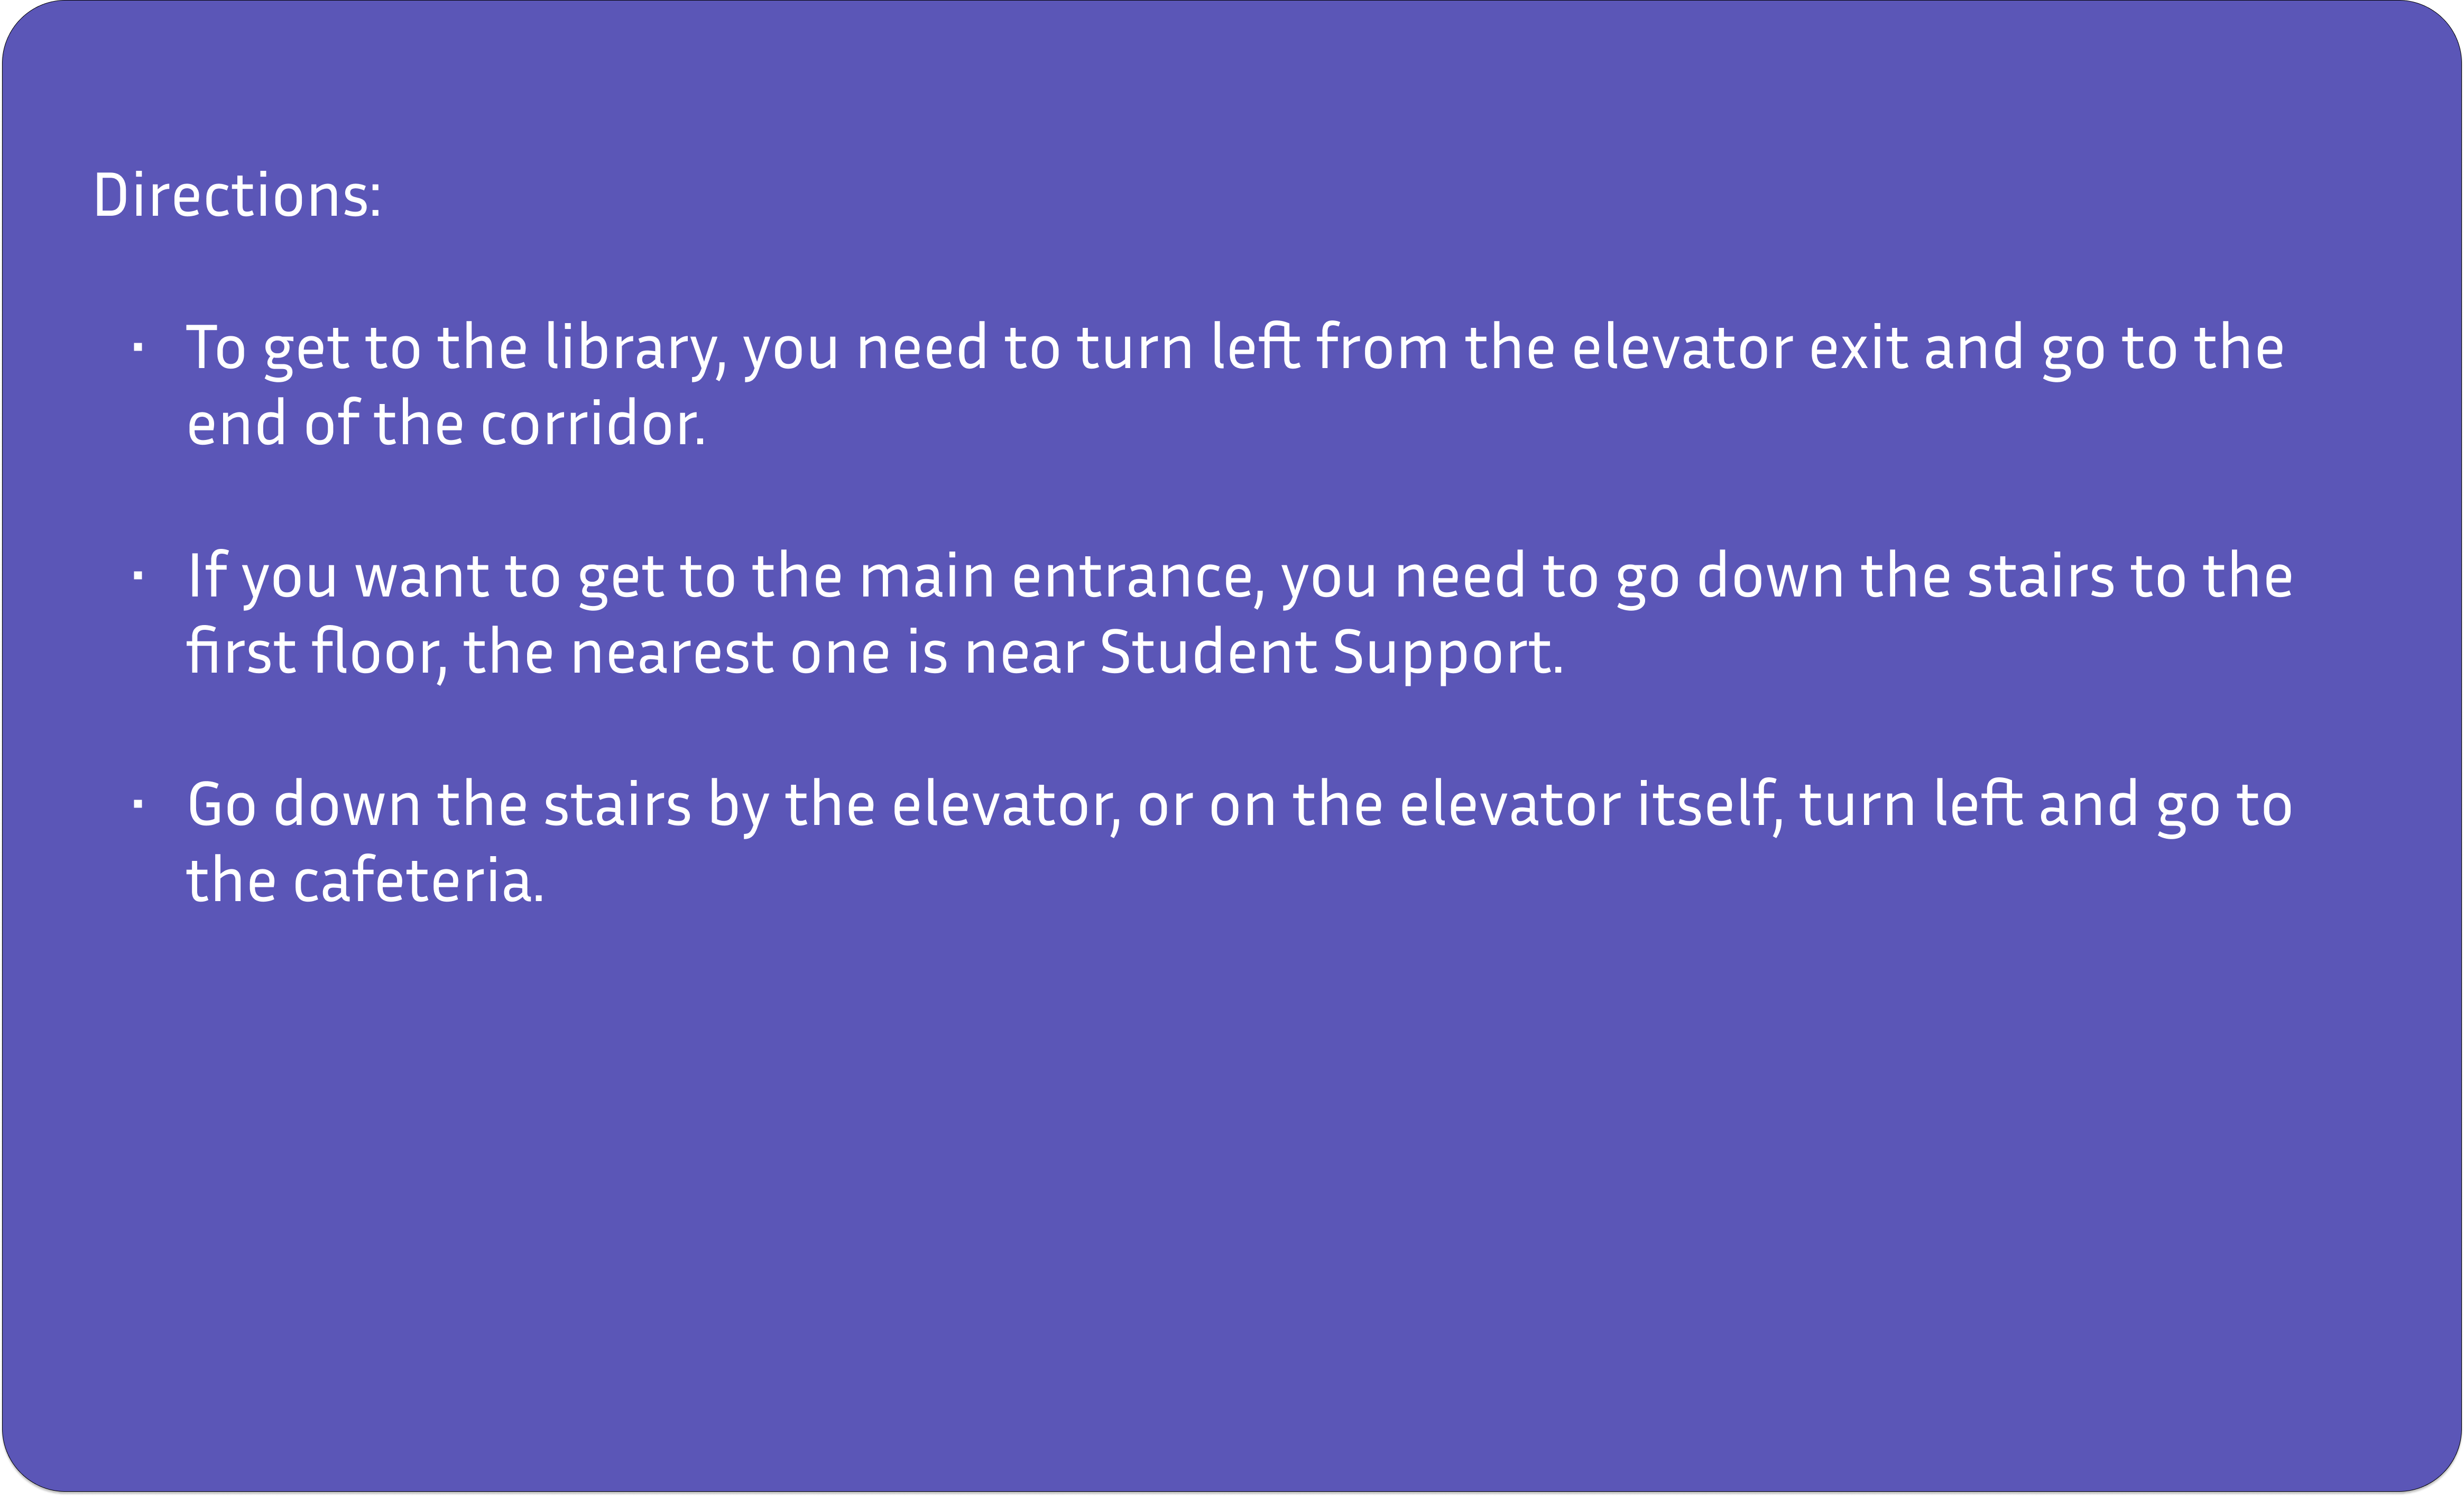 Directions:
· To get to the library, you need to turn left from the elevator exit and go to the
end of the corridor.
· If you want to get to the main entrance, you need to go down the stairs to the
first floor, the nearest one is near Student Support.
· Go down the stairs by the elevator, or on the elevator itself, turn left and go to
the cafeteria.